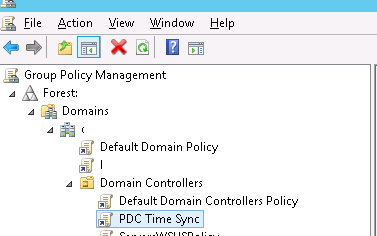 File Action View Window Help
Group Policy Management
Forest:
Domains
Default Domain Policy
Domain Controllers
Default Domain Controllers Policy
PDC Time Sync